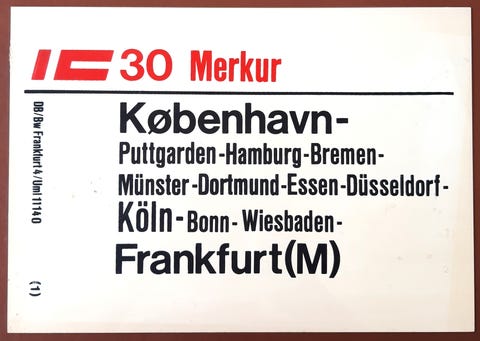 IC 30 Merkur
København-
Puttgarden-Hamburg-Bremen-
Münster-Dortmund-Essen-Düsseldorf-
Köln-Bonn-Wiesbaden-
Frankfurt(M)
DB/Bw Frankfurt 4/Uml 11140
(1)